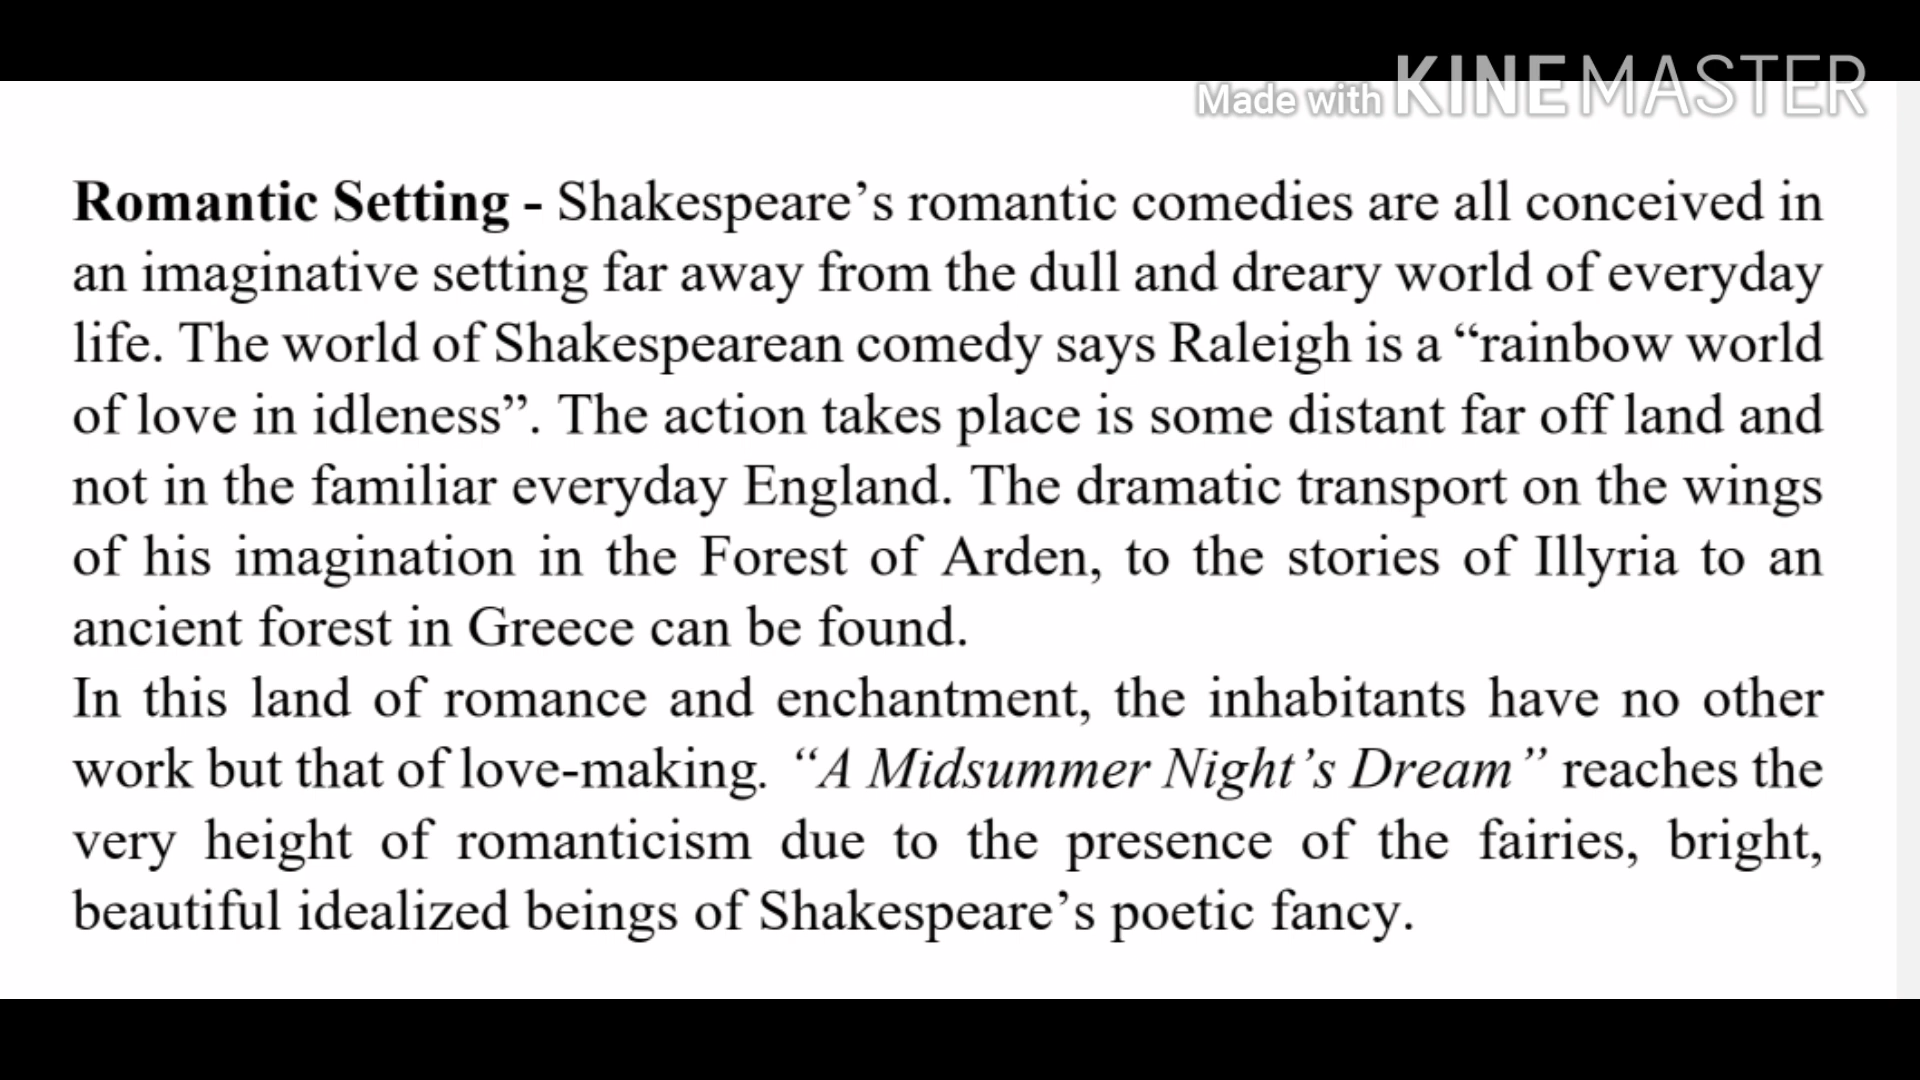 Made with KINEMASTER
Romantic Setting - Shakespeare’s romantic comedies are all conceived in
an imaginative setting far away from the dull and dreary world of everyday
life. The world of Shakespearean comedy says Raleigh is a “rainbow world
of love in idleness”. The action takes place is some distant far off land and
not in the familiar everyday England. The dramatic transport on the wings
of his imagination in the Forest of Arden, to the stories of Illyria to an
ancient forest in Greece can be found.
In this land of romance and enchantment, the inhabitants have no other
work but that of love-making. “A Midsummer Night’s Dream” reaches the
very height of romanticism due to the presence of the fairies, bright,
beautiful idealized beings of Shakespeare’s poetic fancy.